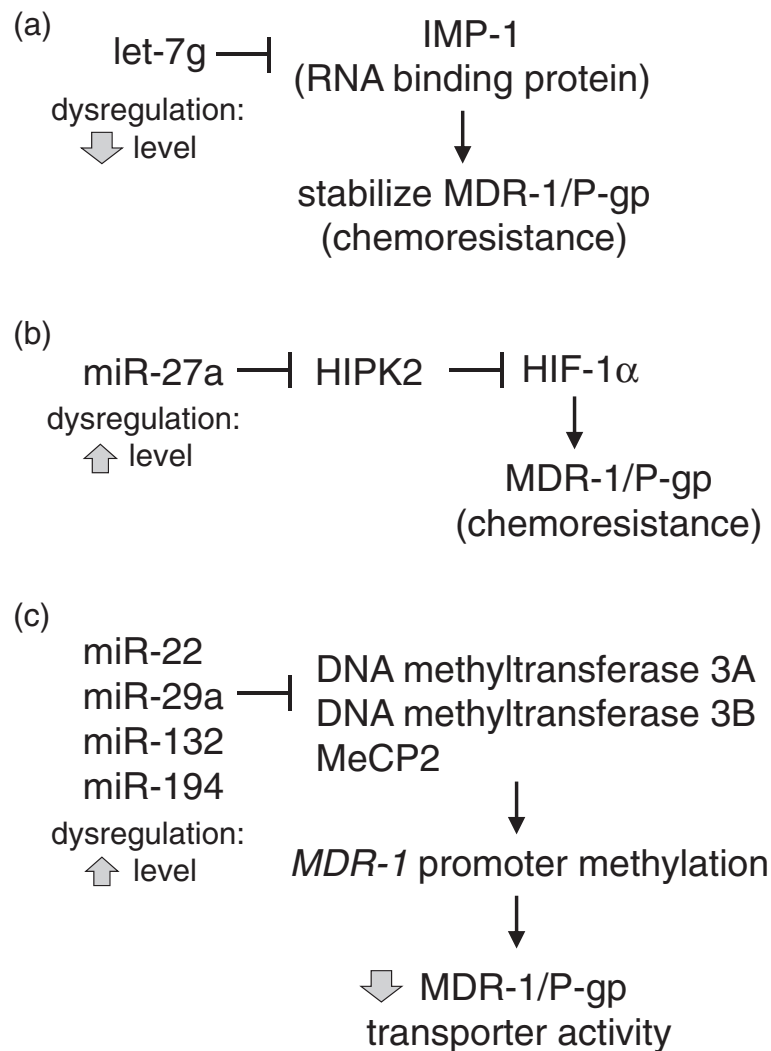 (a)
let-7g
IMP-1
(RNA binding protein)
dysregulation:
level
stabilize MDR-1/P-gp
(chemoresistance)
(b)
miR-27a
HIPK2
HIF-1α
dysregulation:
level
MDR-1/P-gp
(chemoresistance)
(c)
miR-22
miR-29a
miR-132
miR-194
dysregulation:
level
DNA methyltransferase 3A
DNA methyltransferase 3B
MeCP2
MDR-1 promoter methylation
MDR-1/P-gp
transporter activity